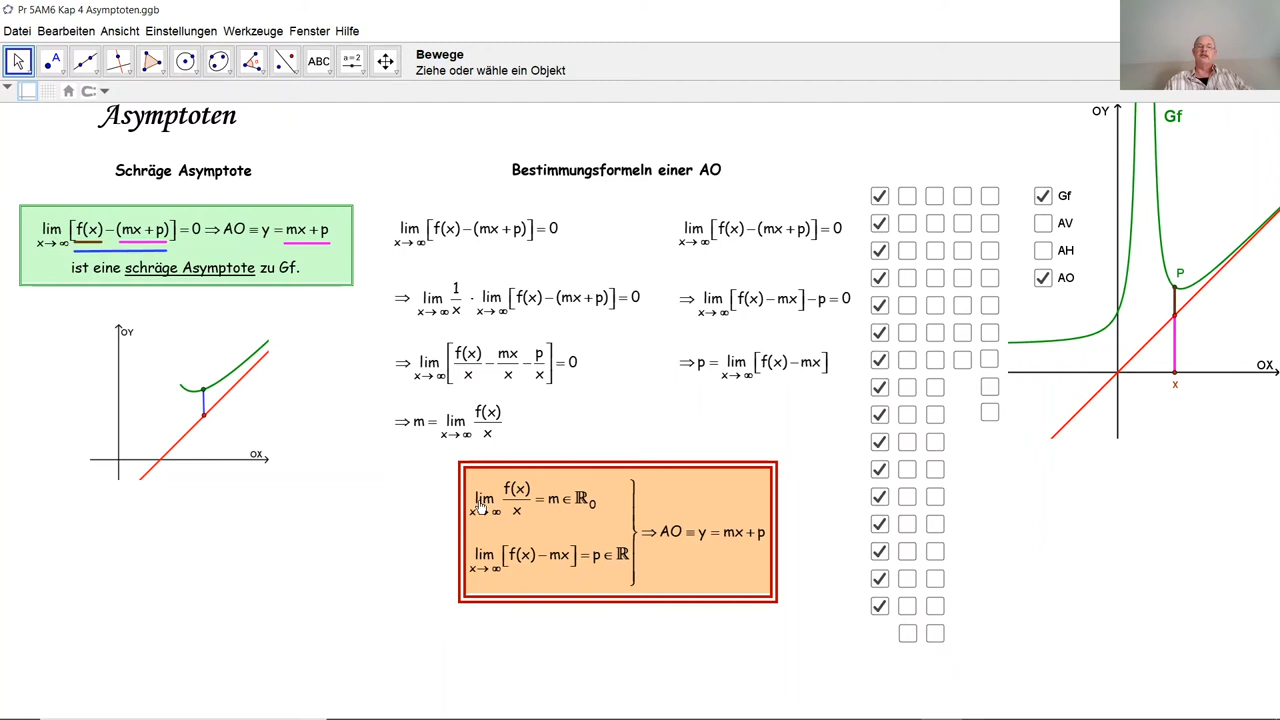 Pr 5AM6 Kap 4 Asymptoten.ggb
Datei Bearbeiten Ansicht Einstellungen Werkzeuge Fenster Hilfe
A ABC a=2
Bewege
Ziehe oder wähle ein Objekt
Asymptoten
Schräge Asymptote
lim x→∞ [f(x)−(mx+p)]=0 ⇒ AO ≡ y = mx+p
ist eine schräge Asymptote zu Gf.
OY
OX
Bestimmungsformeln einer AO
lim x→∞ [f(x)−(mx+p)]=0
⇒ lim x→∞ 1/x · lim x→∞ [f(x)−(mx+p)]=0
⇒ lim x→∞ [f(x)/x − mx/x − p/x]=0
⇒ m = lim x→∞ f(x)/x
lim x→∞ [f(x)−(mx+p)]=0
⇒ lim x→∞ [f(x)−mx]−p=0
⇒ p = lim x→∞ [f(x)−mx]
lim x→∞ f(x)/x = m ∈ ℝ₀
lim x→∞ [f(x)−mx] = p ∈ ℝ
⇒ AO ≡ y = mx+p
Gf
AV
AH
AO
OY
Gf
P
OX
x